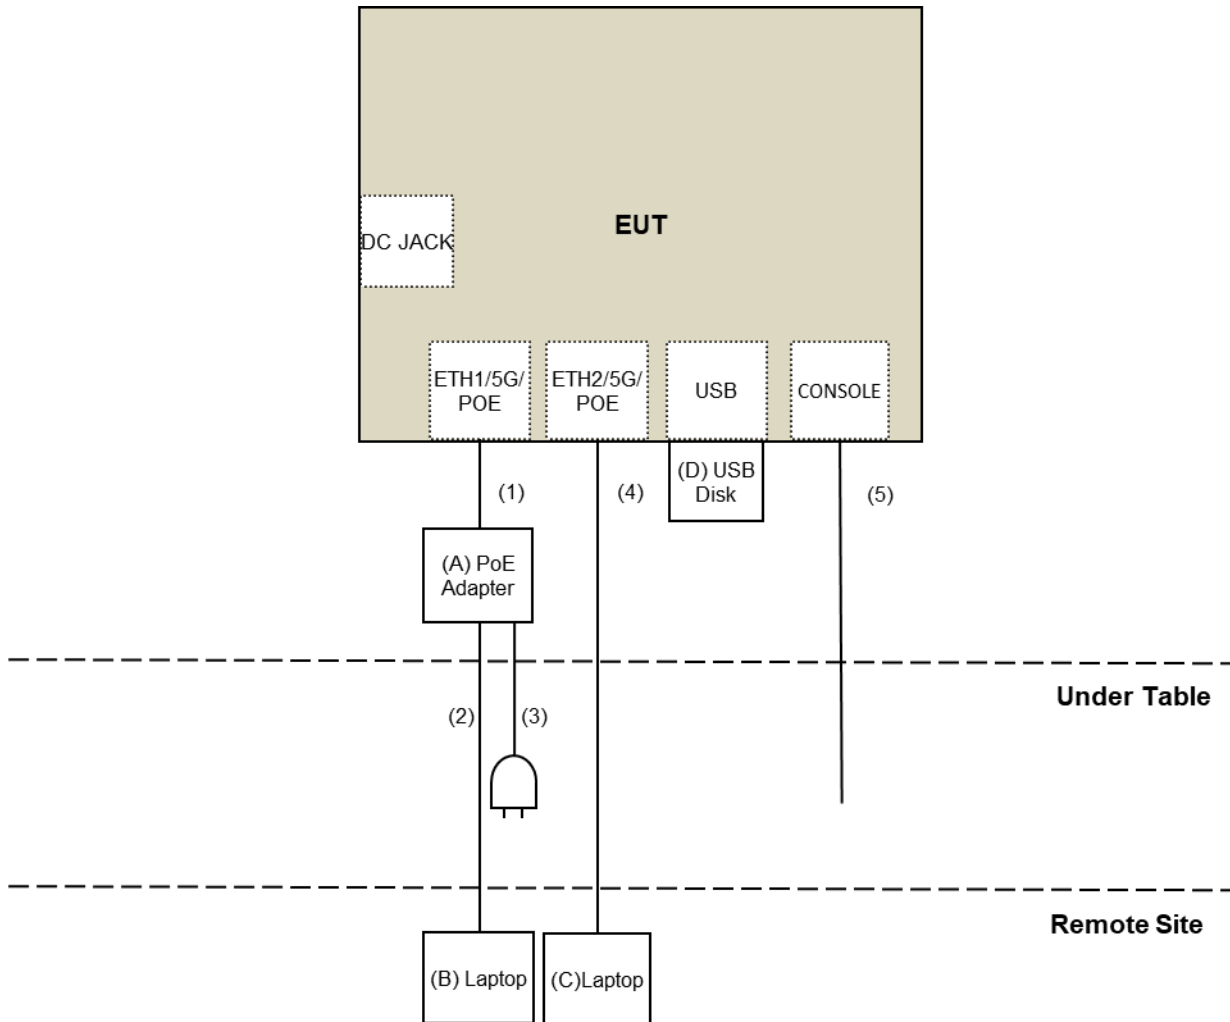 EUT
DC JACK
ETH1/5G/
POE
ETH2/5G/
POE
USB
CONSOLE
(1)
(4)
(D) USB
Disk
(5)
(A) PoE
Adapter
Under Table
(2)
(3)
Remote Site
(B) Laptop
(C)Laptop